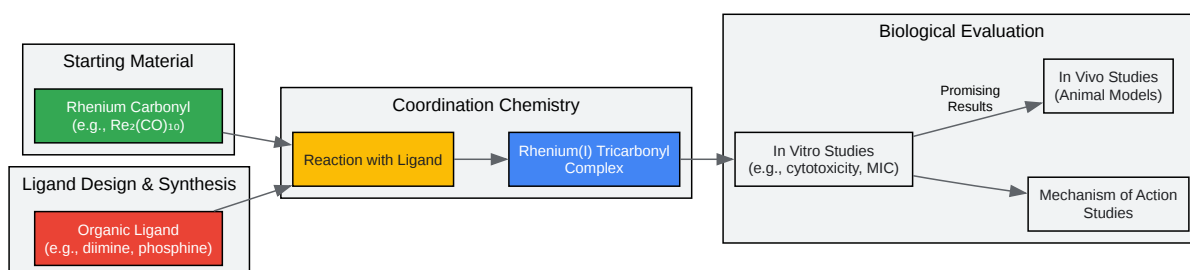 Starting Material
Rhenium Carbonyl
(e.g., Re₂(CO)₁₀)
Ligand Design & Synthesis
Organic Ligand
(e.g., diimine, phosphine)
Coordination Chemistry
Reaction with Ligand
Rhenium(I) Tricarbonyl
Complex
Biological Evaluation
In Vitro Studies
(e.g., cytotoxicity, MIC)
Promising
Results
In Vivo Studies
(Animal Models)
Mechanism of Action
Studies